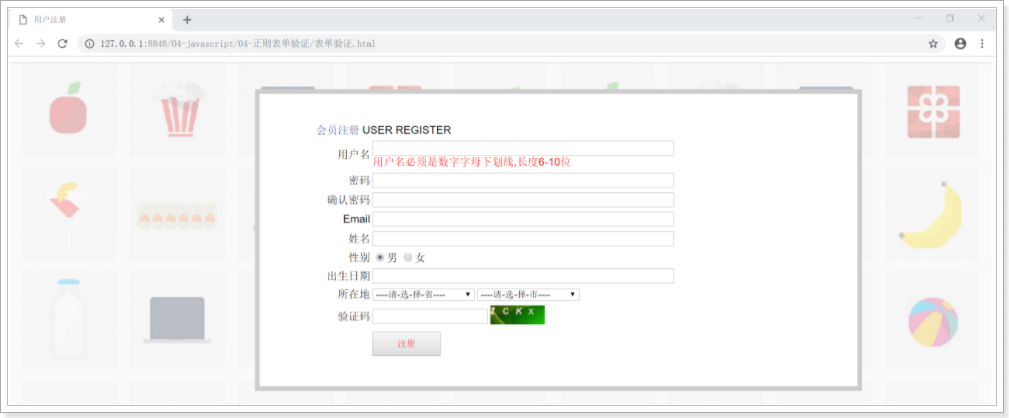 用户注册
127.0.0.1:8848/04-javascript/04-正则表单验证/表单验证.html
会员注册 USER REGISTER
用户名
用户名必须是数字字母下划线,长度6-10位
密码
确认密码
Email
姓名
性别 男 女
出生日期
所在地 ----请-选-择-省---- ----请-选-择-市----
验证码 I C K X
注册